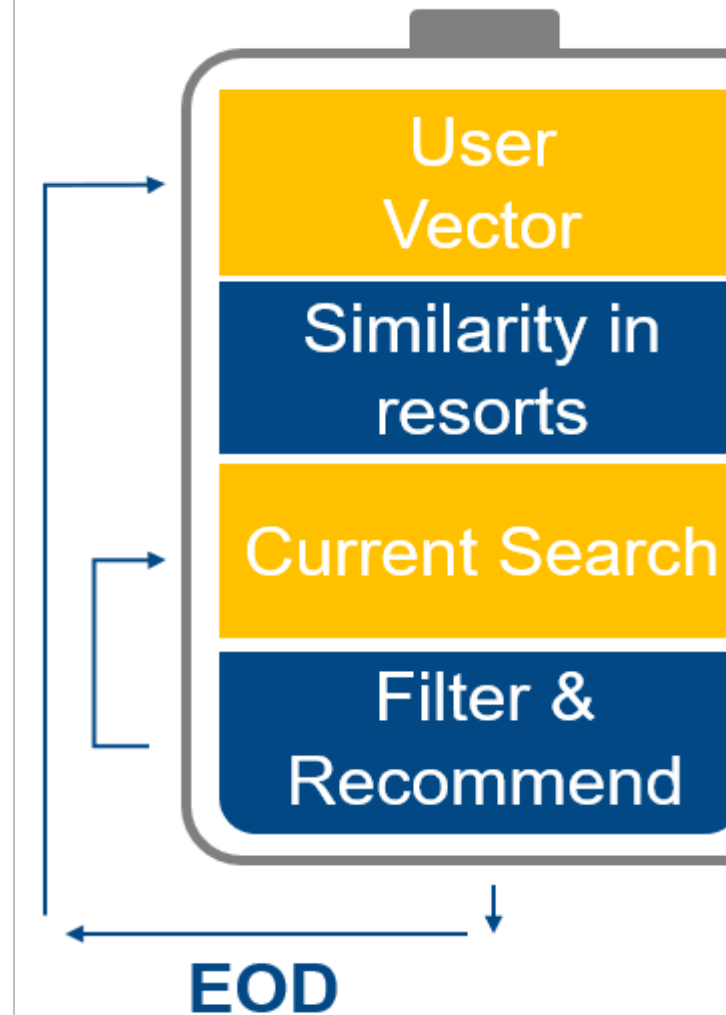 User
Vector
Similarity in
resorts
Current Search
Filter &
Recommend
EOD